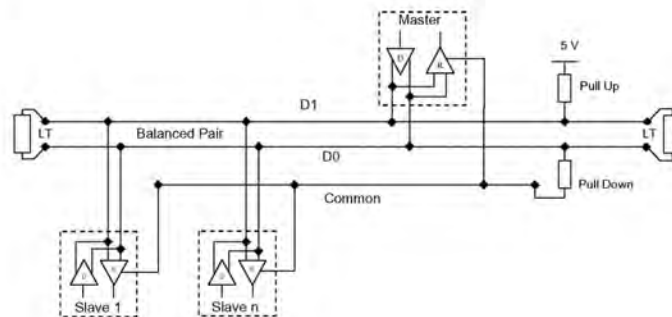 Master
D
R
5 V
Pull Up
D1
LT
Balanced Pair
LT
D0
Pull Down
Common
Slave 1
Slave n